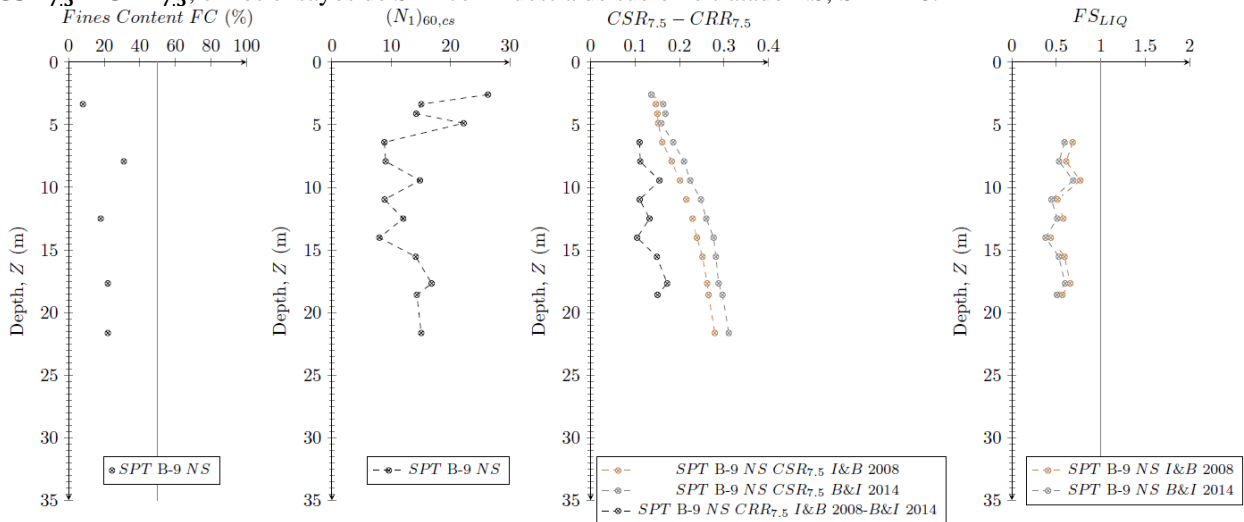 Fines Content FC (%)
0 20 40 60 80 100
0
5
10
15
20
25
30
35
Depth, Z (m)
SPT B-9 NS
(N₁)₆₀,cs
0 10 20 30
0
5
10
15
20
25
30
35
Depth, Z (m)
SPT B-9 NS
CSR₇.₅ − CRR₇.₅
0 0.1 0.2 0.3 0.4
0
5
10
15
20
25
30
35
Depth, Z (m)
SPT B-9 NS CSR₇.₅ I&B 2008
SPT B-9 NS CSR₇.₅ B&I 2014
SPT B-9 NS CRR₇.₅ I&B 2008-B&I 2014
FS_LIQ
0 0.5 1 1.5 2
0
5
10
15
20
25
30
35
Depth, Z (m)
SPT B-9 NS I&B 2008
SPT B-9 NS B&I 2014